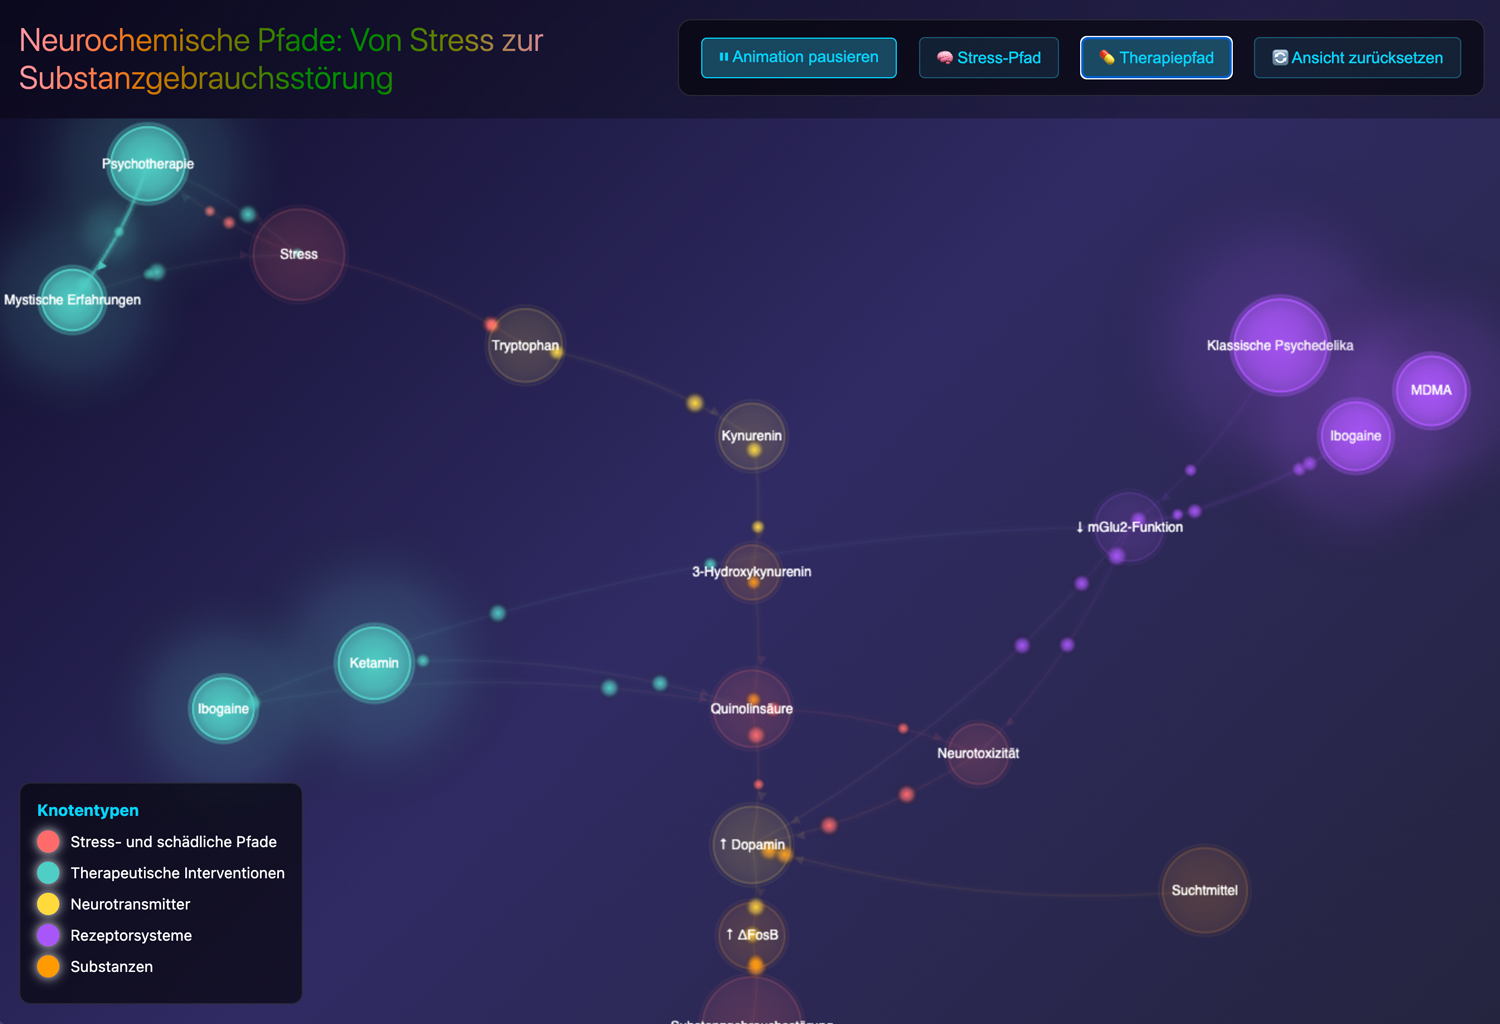 Neurochemische Pfade: Von Stress zur
Substanzgebrauchsstörung
Animation pausieren
Stress-Pfad
Therapiepfad
Ansicht zurücksetzen
Psychotherapie
Stress
Mystische Erfahrungen
Tryptophan
Klassische Psychedelika
MDMA
Kynurenin
Ibogaine
↓ mGlu2-Funktion
3-Hydroxykynurenin
Ketamin
Ibogaine
Quinolinsäure
Neurotoxizität
↑ Dopamin
Suchtmittel
↑ ΔFosB
Knotentypen
Stress- und schädliche Pfade
Therapeutische Interventionen
Neurotransmitter
Rezeptorsysteme
Substanzen